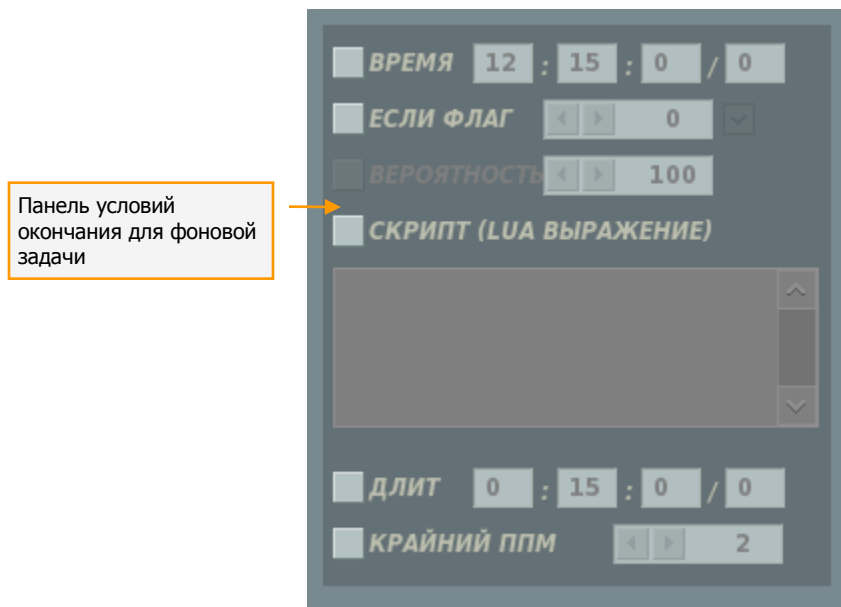 ВРЕМЯ 12 : 15 : 0 / 0
ЕСЛИ ФЛАГ 0
ВЕРОЯТНОСТЬ 100
Панель условий
окончания для фоновой
задачи
СКРИПТ (LUA ВЫРАЖЕНИЕ)
ДЛИТ 0 : 15 : 0 / 0
КРАЙНИЙ ППМ 2